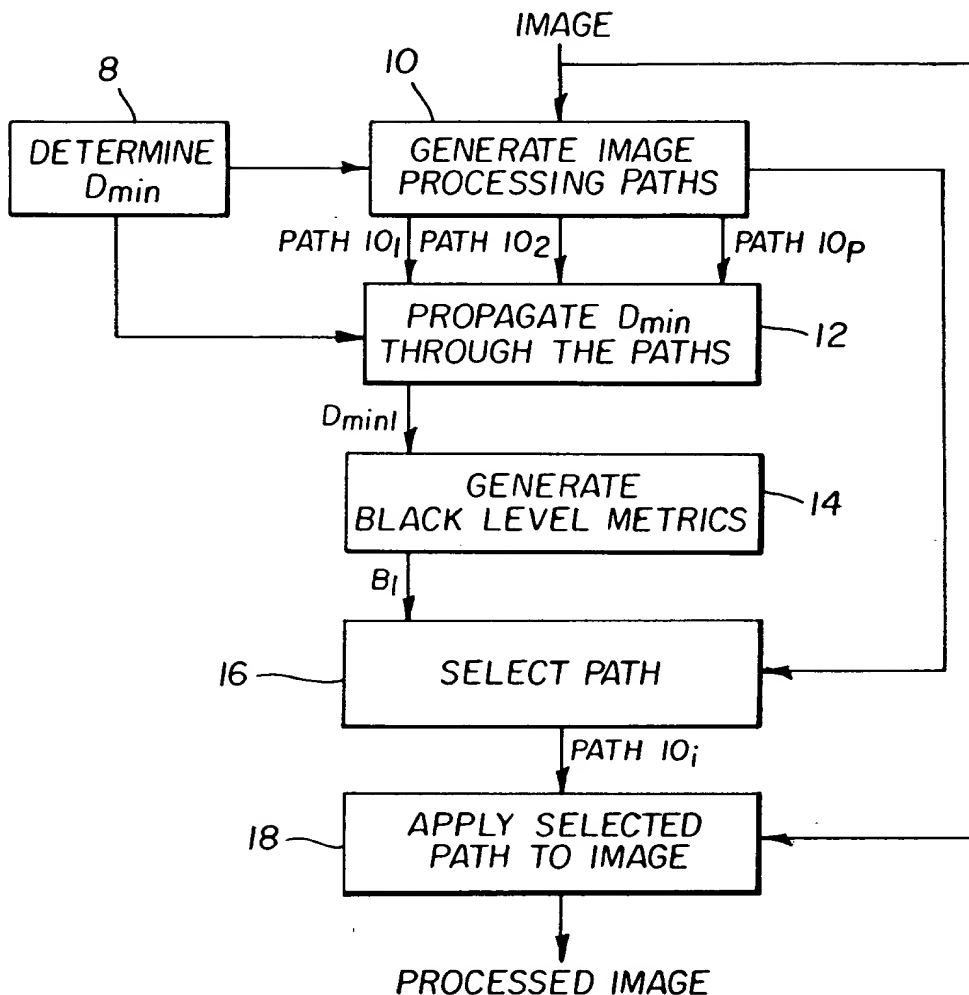 IMAGE
8
10
DETERMINE
Dmin
GENERATE IMAGE
PROCESSING PATHS
PATH 10₁
PATH 10₂
PATH 10p
PROPAGATE Dmin
THROUGH THE PATHS
12
Dmin1
GENERATE
BLACK LEVEL METRICS
14
B₁
16
SELECT PATH
PATH 10i
18
APPLY SELECTED
PATH TO IMAGE
PROCESSED IMAGE